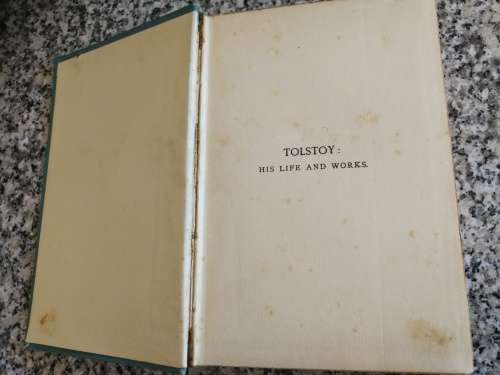 TOLSTOY:
HIS LIFE AND WORKS.